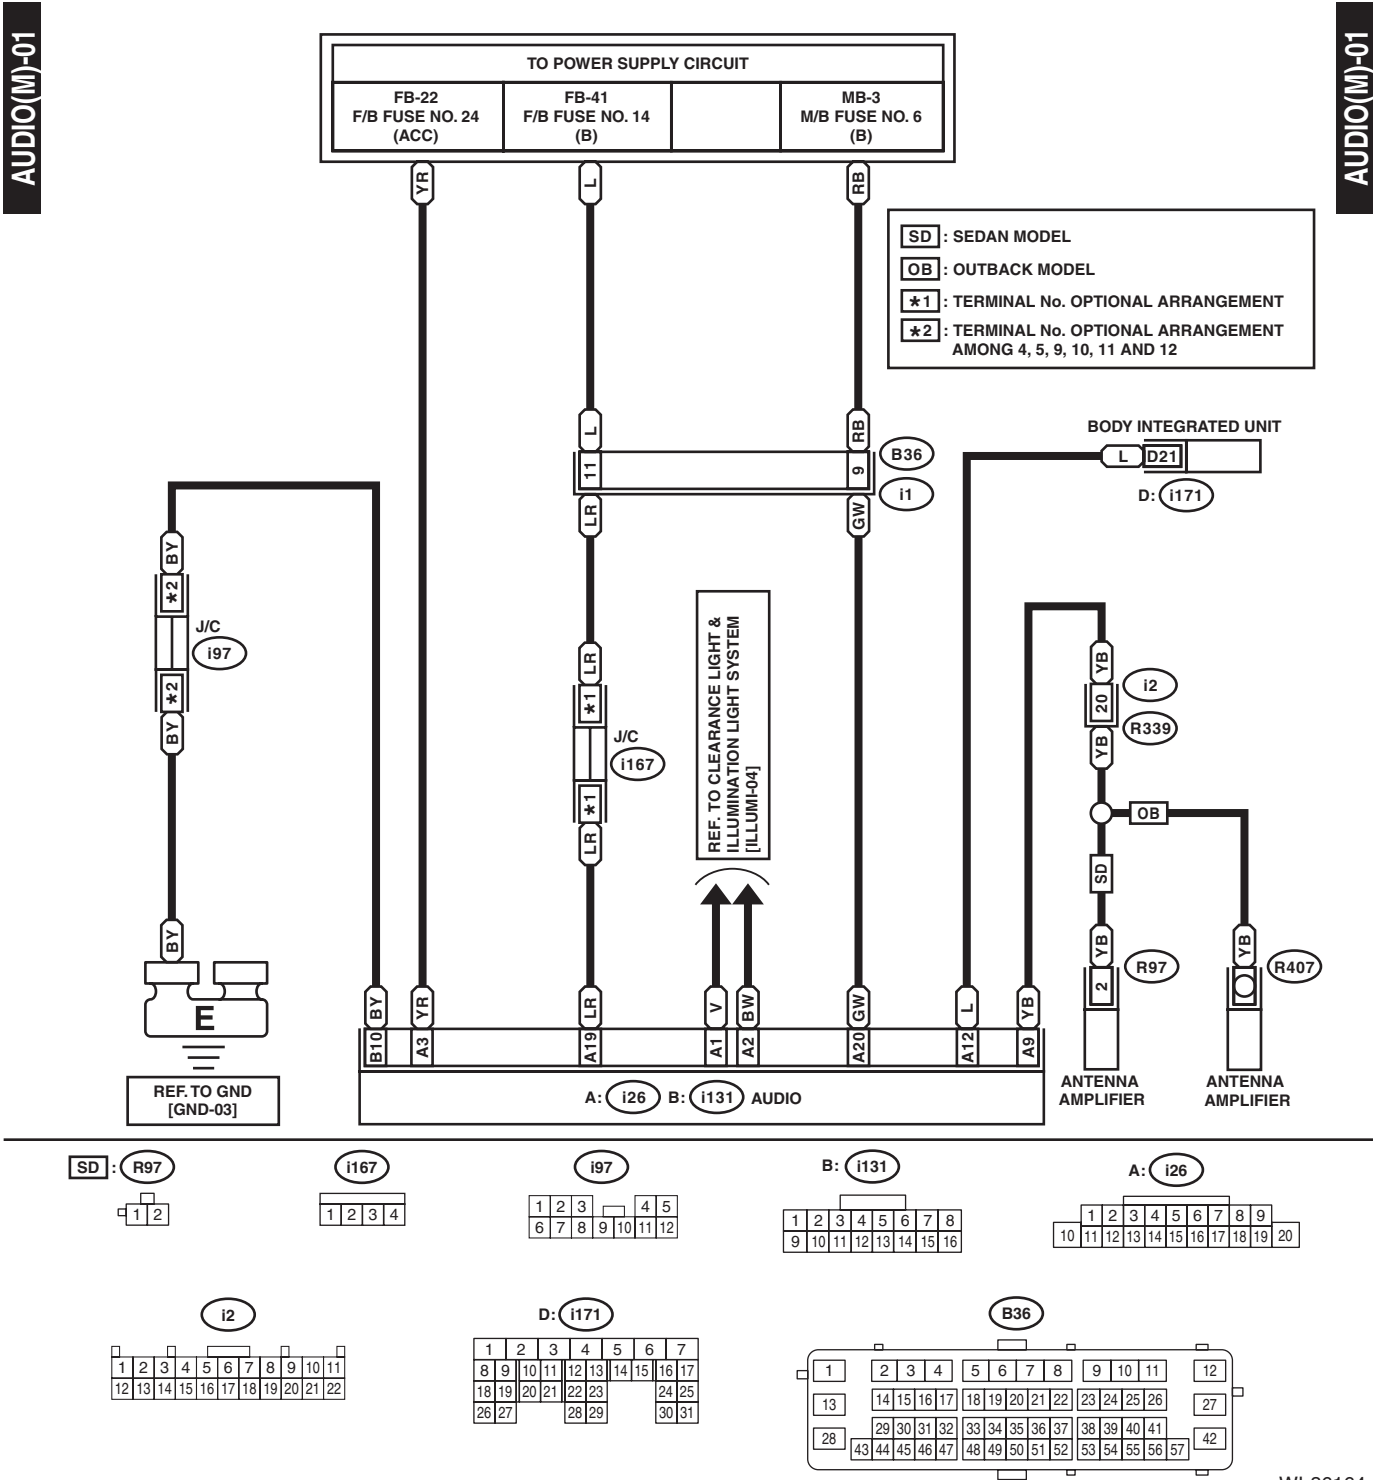 AUDIO(M)-01
AUDIO(M)-01
TO POWER SUPPLY CIRCUIT
FB-22
F/B FUSE NO. 24
(ACC)
FB-41
F/B FUSE NO. 14
(B)
MB-3
M/B FUSE NO. 6
(B)
YR
L
RB
SD : SEDAN MODEL
OB : OUTBACK MODEL
*1 : TERMINAL No. OPTIONAL ARRANGEMENT
*2 : TERMINAL No. OPTIONAL ARRANGEMENT
AMONG 4, 5, 9, 10, 11 AND 12
L
RB
11
9
B36
i1
LR
GW
BODY INTEGRATED UNIT
L D21
D: i171
BY
*2
J/C
i97
*2
BY
LR
*1
J/C
i167
*1
LR
REF. TO CLEARANCE LIGHT &
ILLUMINATION LIGHT SYSTEM
[ILLUMI-04]
YB
20
i2
R339
YB
OB
SD
YB
2
R97
YB
R407
ANTENNA
AMPLIFIER
ANTENNA
AMPLIFIER
BY
E
REF. TO GND
[GND-03]
BY YR LR V BW GW L YB
B10 A3 A19 A1 A2 A20 A12 A9
A: i26 B: i131 AUDIO
SD : R97
1 2
i167
1 2 3 4
i97
1 2 3 4 5
6 7 8 9 10 11 12
B: i131
1 2 3 4 5 6 7 8
9 10 11 12 13 14 15 16
A: i26
1 2 3 4 5 6 7 8 9
10 11 12 13 14 15 16 17 18 19 20
i2
1 2 3 4 5 6 7 8 9 10 11
12 13 14 15 16 17 18 19 20 21 22
D: i171
1 2 3 4 5 6 7
8 9 10 11 12 13 14 15 16 17
18 19 20 21 22 23 24 25
26 27 28 29 30 31
B36
1 2 3 4 5 6 7 8 9 10 11 12
13 14 15 16 17 18 19 20 21 22 23 24 25 26 27
28 29 30 31 32 33 34 35 36 37 38 39 40 41 42
43 44 45 46 47 48 49 50 51 52 53 54 55 56 57